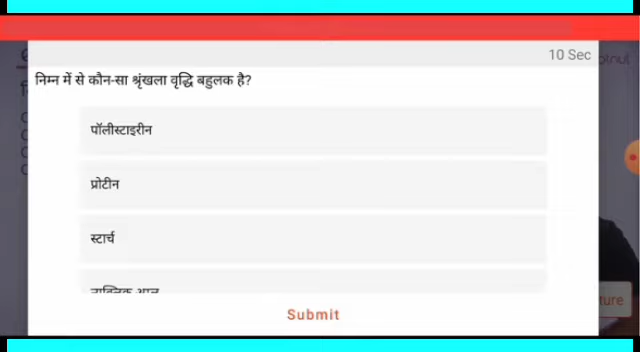 10 Sec
निम्न में से कौन-सा श्रृंखला वृद्धि बहुलक है?
पॉलीस्टाइरीन
प्रोटीन
स्टार्च
Submit